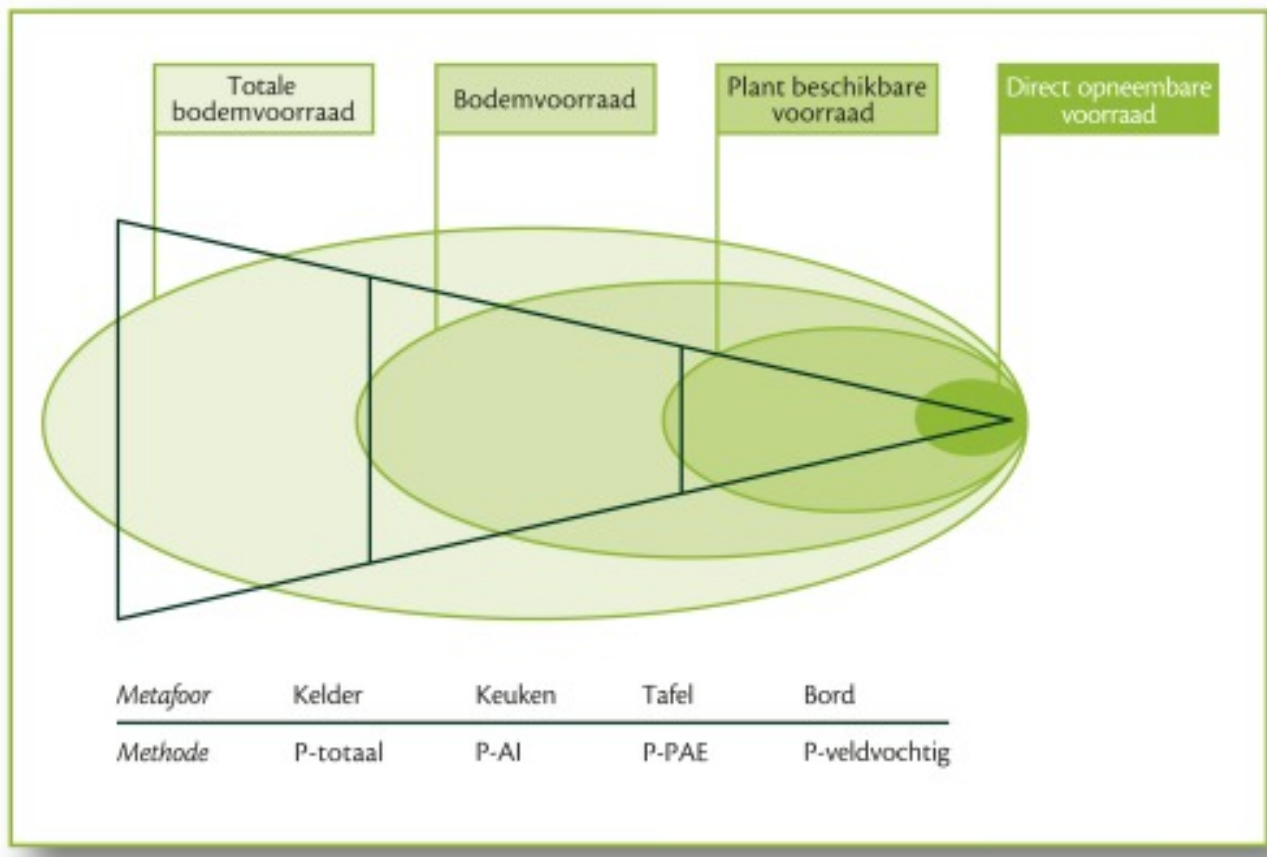 Totale
bodemvoorraad
Bodemvoorraad
Plant beschikbare
voorraad
Direct opneembare
voorraad
Metafoor Kelder Keuken Tafel Bord
Methode P-totaal P-Al P-PAE P-veldvochtig